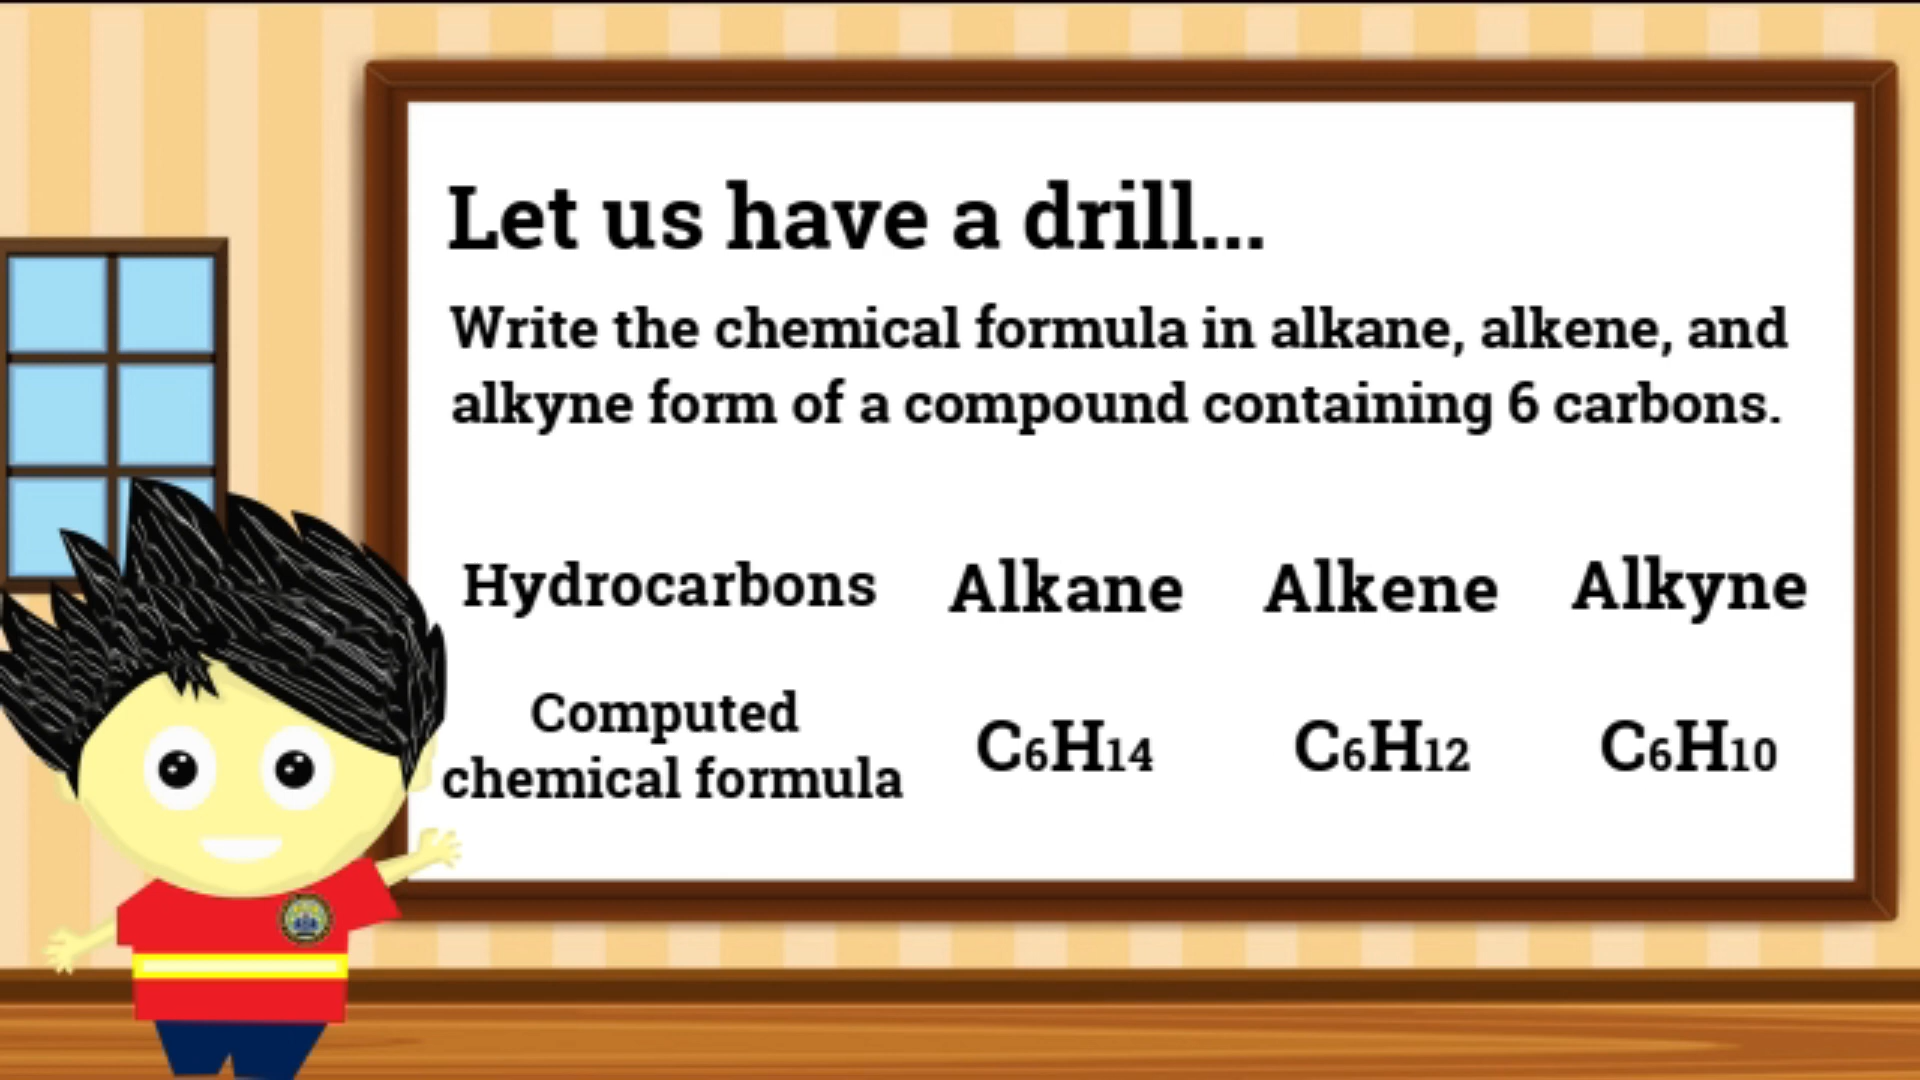 Let us have a drill...
Write the chemical formula in alkane, alkene, and
alkyne form of a compound containing 6 carbons.
Hydrocarbons Alkane Alkene Alkyne
Computed
chemical formula C6H14 C6H12 C6H10